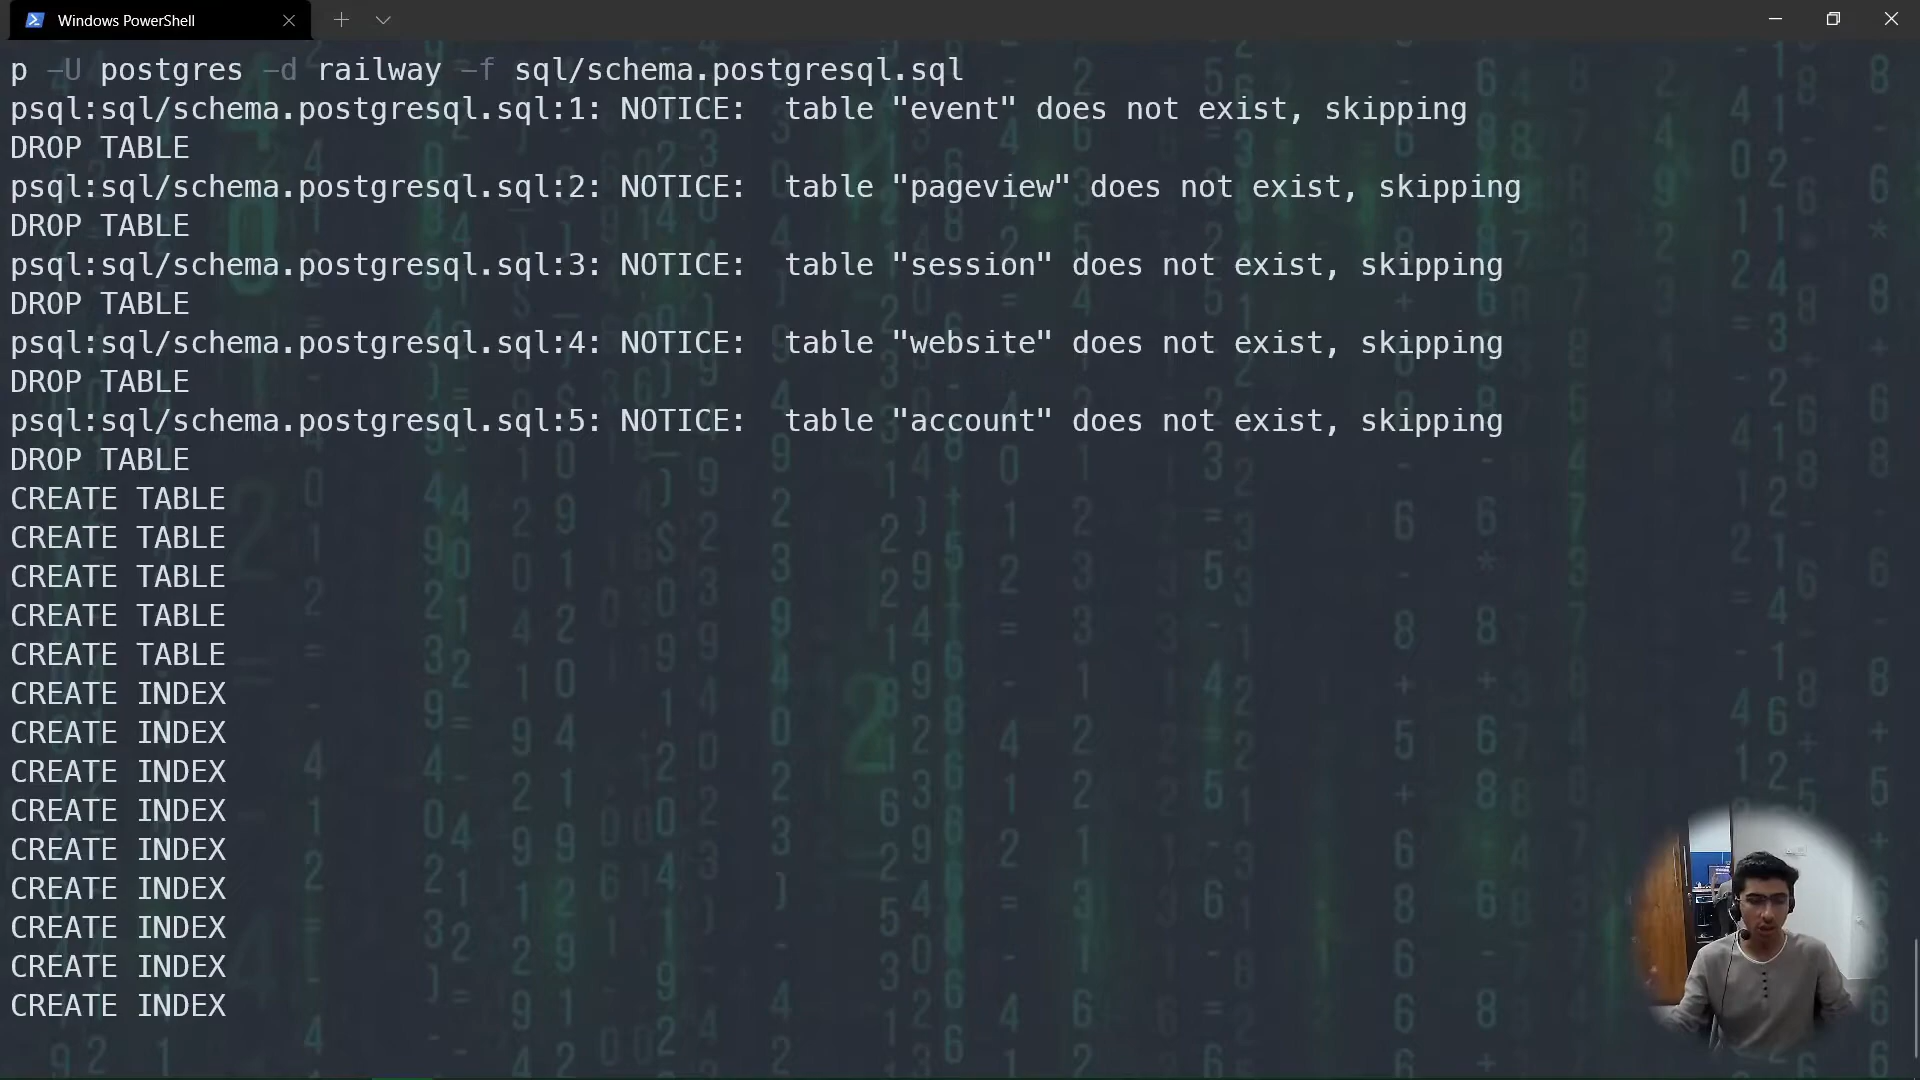 Windows PowerShell
p -U postgres -d railway -f sql/schema.postgresql.sql
psql:sql/schema.postgresql.sql:1: NOTICE:  table "event" does not exist, skipping
DROP TABLE
psql:sql/schema.postgresql.sql:2: NOTICE:  table "pageview" does not exist, skipping
DROP TABLE
psql:sql/schema.postgresql.sql:3: NOTICE:  table "session" does not exist, skipping
DROP TABLE
psql:sql/schema.postgresql.sql:4: NOTICE:  table "website" does not exist, skipping
DROP TABLE
psql:sql/schema.postgresql.sql:5: NOTICE:  table "account" does not exist, skipping
DROP TABLE
CREATE TABLE
CREATE TABLE
CREATE TABLE
CREATE TABLE
CREATE TABLE
CREATE INDEX
CREATE INDEX
CREATE INDEX
CREATE INDEX
CREATE INDEX
CREATE INDEX
CREATE INDEX
CREATE INDEX
CREATE INDEX